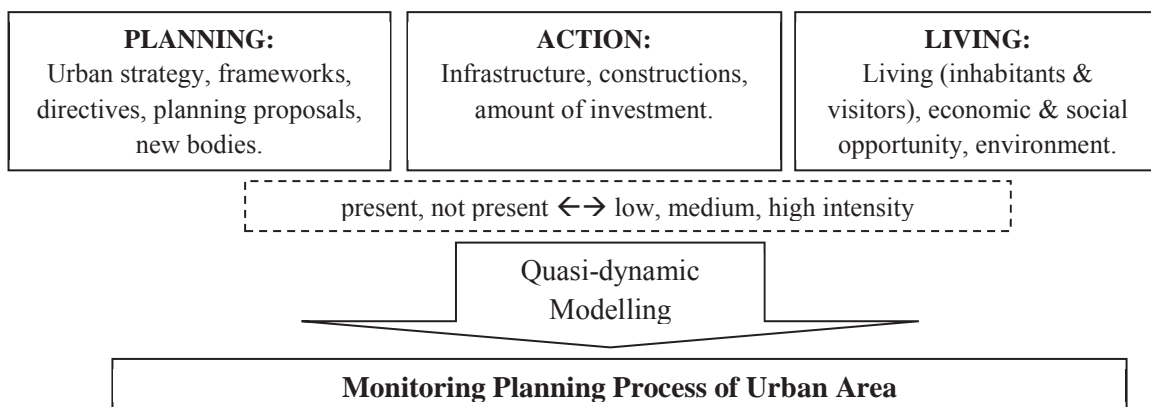 PLANNING:
Urban strategy, frameworks,
directives, planning proposals,
new bodies.
ACTION:
Infrastructure, constructions,
amount of investment.
LIVING:
Living (inhabitants &
visitors), economic & social
opportunity, environment.
present, not present ←→ low, medium, high intensity
Quasi-dynamic
Modelling
Monitoring Planning Process of Urban Area